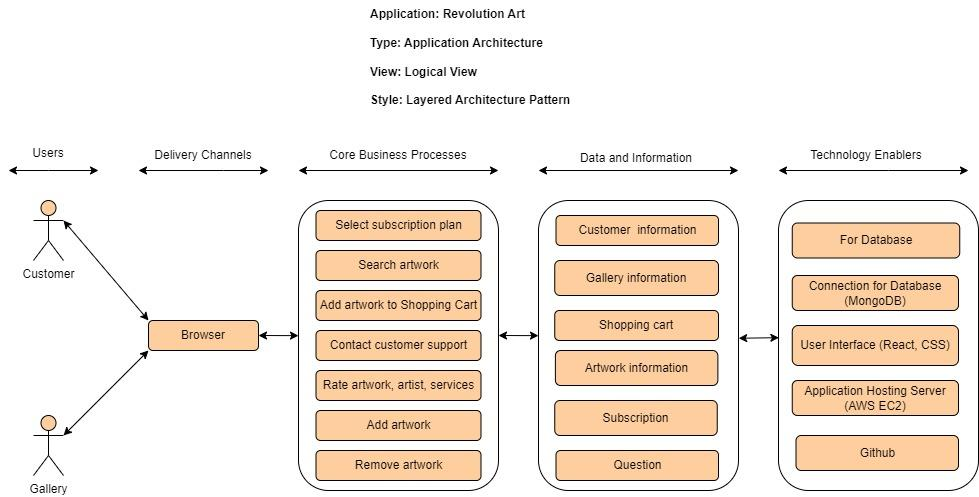 Application: Revolution Art
Type: Application Architecture
View: Logical View
Style: Layered Architecture Pattern
Users
Delivery Channels
Core Business Processes
Data and Information
Technology Enablers
Customer
Gallery
Browser
Select subscription plan
Search artwork
Add artwork to Shopping Cart
Contact customer support
Rate artwork, artist, services
Add artwork
Remove artwork
Customer information
Gallery information
Shopping cart
Artwork information
Subscription
Question
For Database
Connection for Database
(MongoDB)
User Interface (React, CSS)
Application Hosting Server
(AWS EC2)
Github